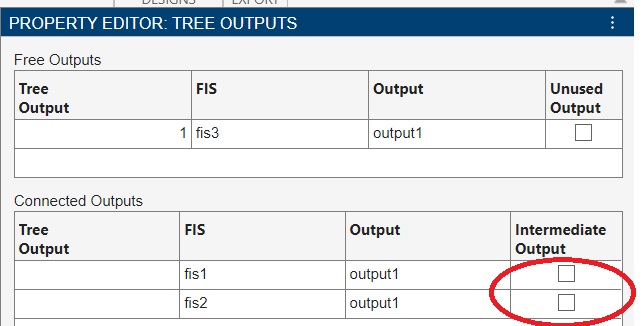 DESIGNS EXPORT
PROPERTY EDITOR: TREE OUTPUTS
Free Outputs
Tree Output FIS Output Unused Output
1 fis3 output1
Connected Outputs
Tree Output FIS Output Intermediate Output
fis1 output1
fis2 output1